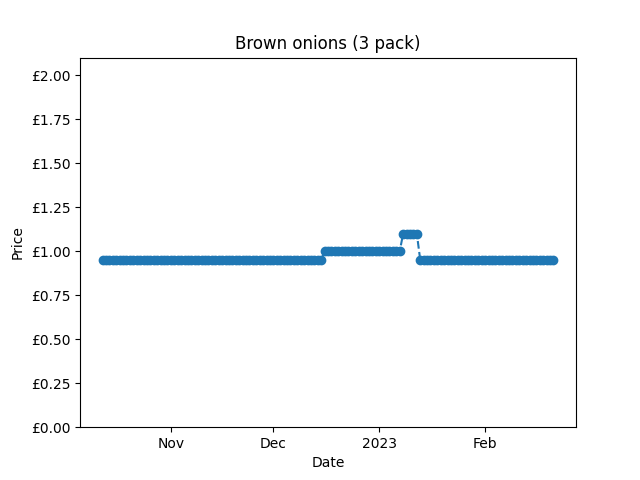 Brown onions (3 pack)
£2.00
£1.75
£1.50
£1.25
£1.00
£0.75
£0.50
£0.25
£0.00
Price
Nov Dec 2023 Feb
Date